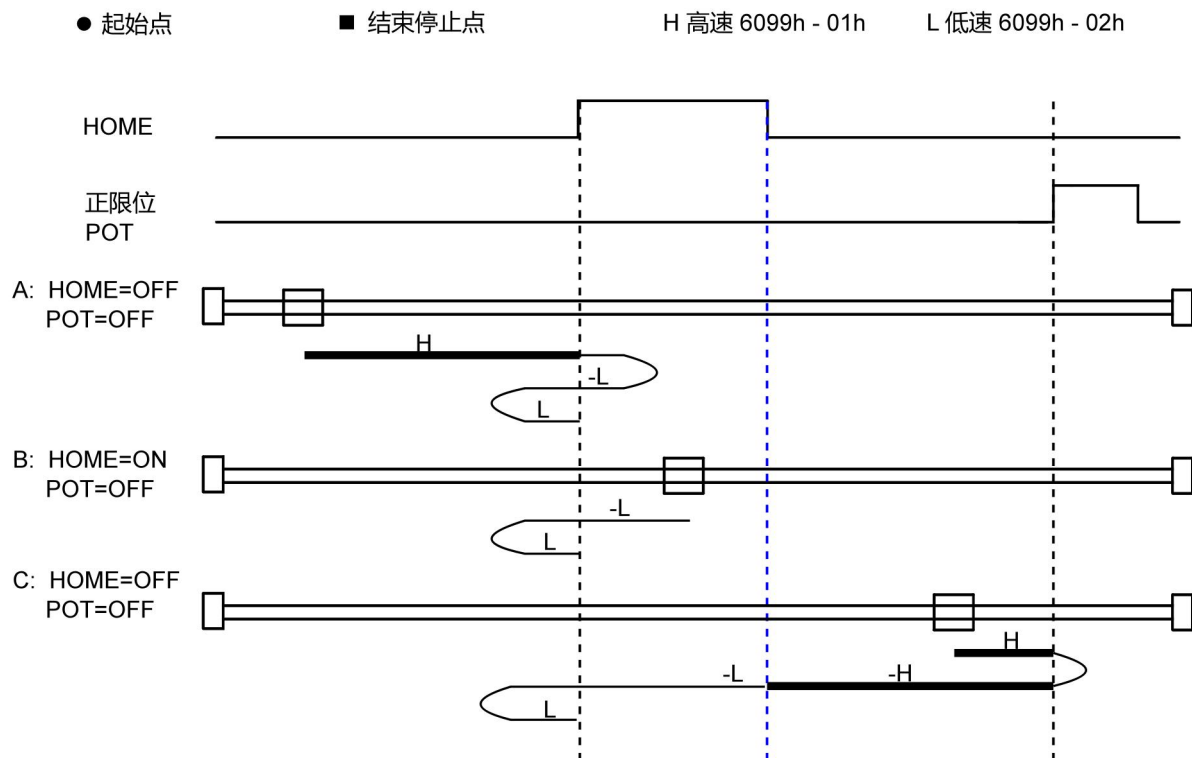 ● 起始点 ■ 结束停止点 H 高速 6099h - 01h L 低速 6099h - 02h
HOME
正限位
POT
A: HOME=OFF
POT=OFF
H
-L
L
B: HOME=ON
POT=OFF
-L
L
C: HOME=OFF
POT=OFF
H
-L
-H
L